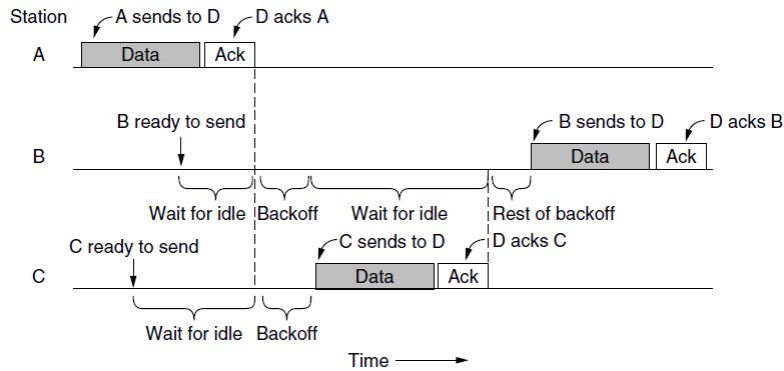 Station
A sends to D
D acks A
A
Data
Ack
B ready to send
B sends to D
D acks B
B
Data
Ack
Wait for idle
Backoff
Wait for idle
Rest of backoff
C ready to send
C sends to D
D acks C
C
Data
Ack
Wait for idle
Backoff
Time